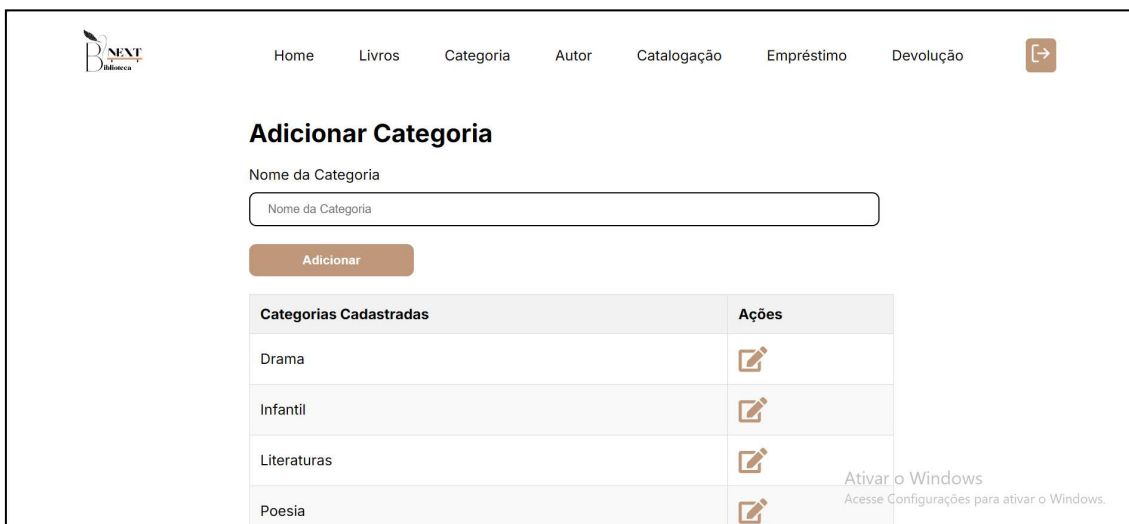 B NEXT
iblioteca
Home Livros Categoria Autor Catalogação Empréstimo Devolução
Adicionar Categoria
Nome da Categoria
Nome da Categoria
Adicionar
Categorias Cadastradas Ações
Drama
Infantil
Literaturas
Poesia
Ativar o Windows
Acesse Configurações para ativar o Windows.